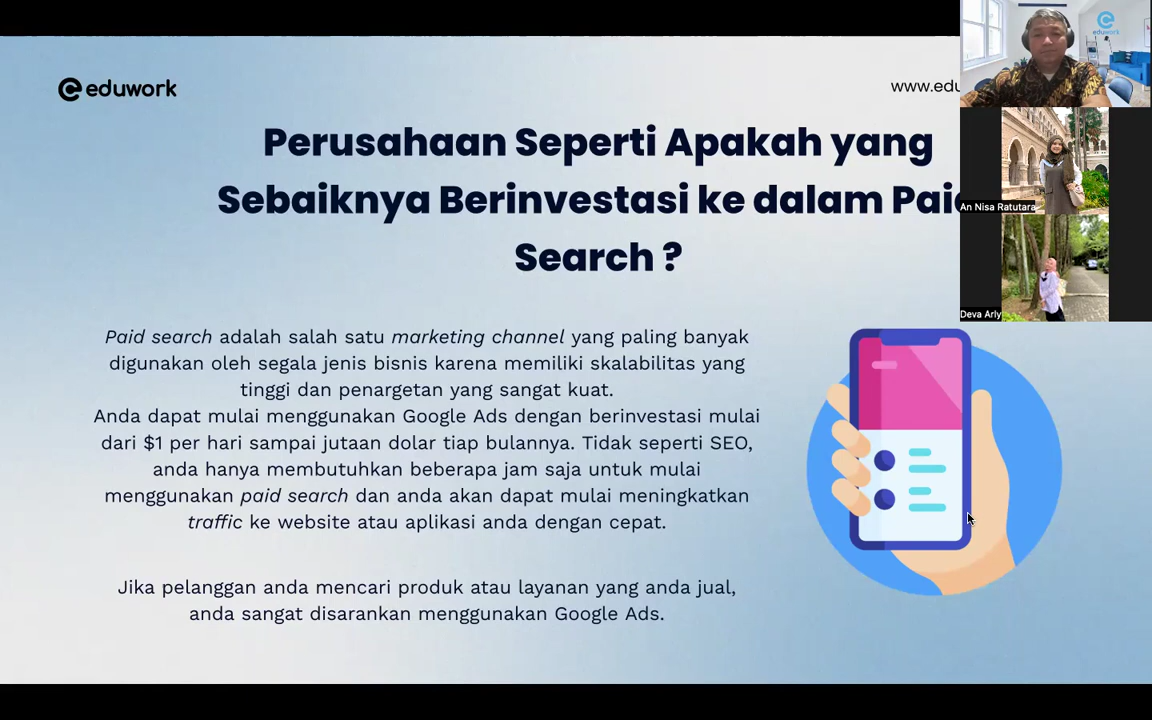 eduwork
www.edu
eduwork
Perusahaan Seperti Apakah yang
Sebaiknya Berinvestasi ke dalam Paid
Search ?
An Nisa Ratutara
Deva Arly
Paid search adalah salah satu marketing channel yang paling banyak
digunakan oleh segala jenis bisnis karena memiliki skalabilitas yang
tinggi dan penargetan yang sangat kuat.
Anda dapat mulai menggunakan Google Ads dengan berinvestasi mulai
dari $1 per hari sampai jutaan dolar tiap bulannya. Tidak seperti SEO,
anda hanya membutuhkan beberapa jam saja untuk mulai
menggunakan paid search dan anda akan dapat mulai meningkatkan
traffic ke website atau aplikasi anda dengan cepat.
Jika pelanggan anda mencari produk atau layanan yang anda jual,
anda sangat disarankan menggunakan Google Ads.